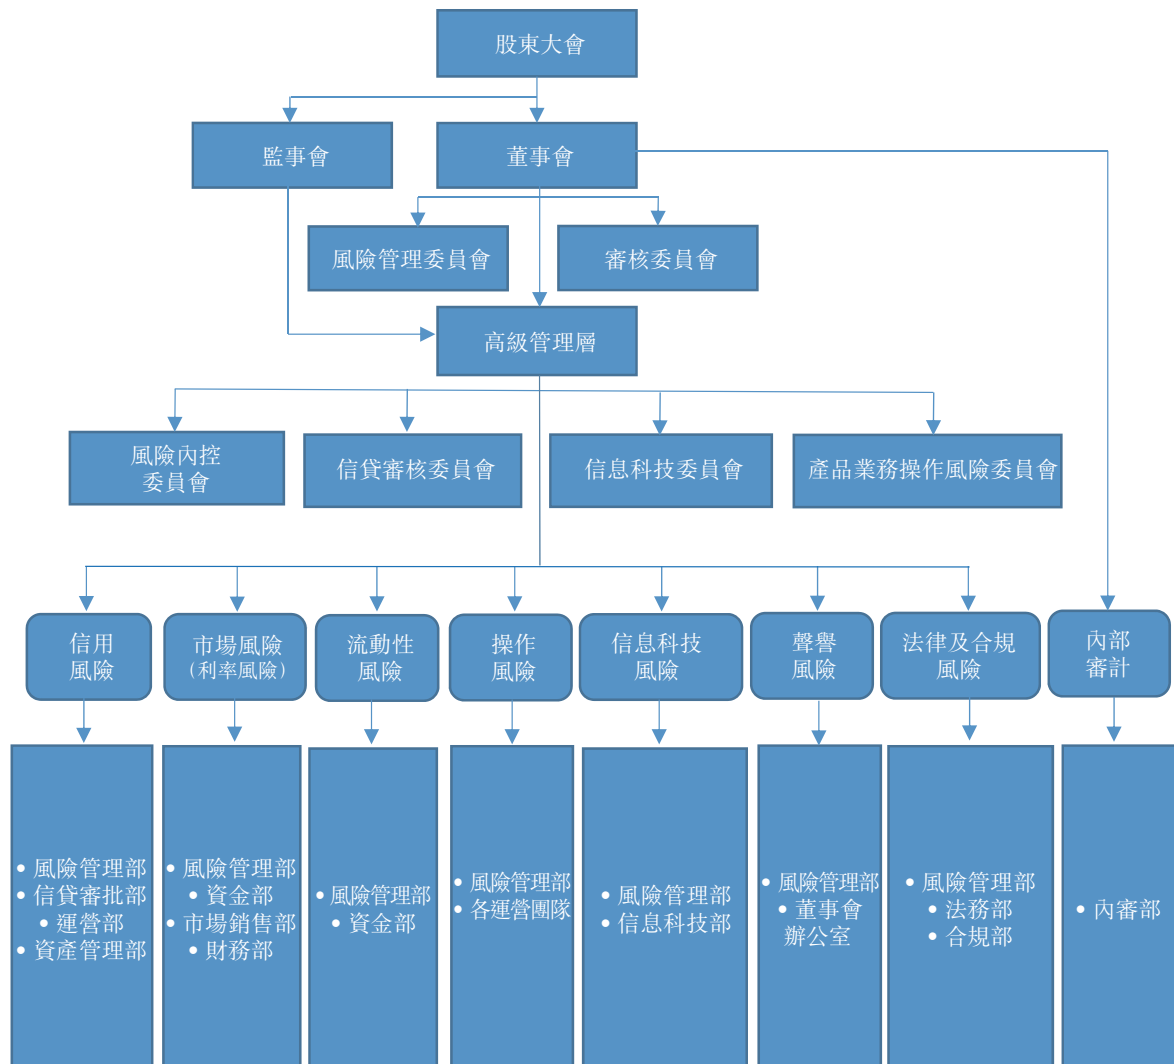 股東大會
監事會
董事會
風險管理委員會
審核委員會
高級管理層
風險內控
委員會
信貸審核委員會
信息科技委員會
產品業務操作風險委員會
信用
風險
市場風險
(利率風險)
流動性
風險
操作
風險
信息科技
風險
聲譽
風險
法律及合規
風險
內部
審計
• 風險管理部
• 信貸審批部
• 運營部
• 資產管理部
• 風險管理部
• 資金部
• 市場銷售部
• 財務部
• 風險管理部
• 資金部
• 風險管理部
• 各運營團隊
• 風險管理部
• 信息科技部
• 風險管理部
• 董事會
辦公室
• 風險管理部
• 法務部
• 合規部
• 內審部